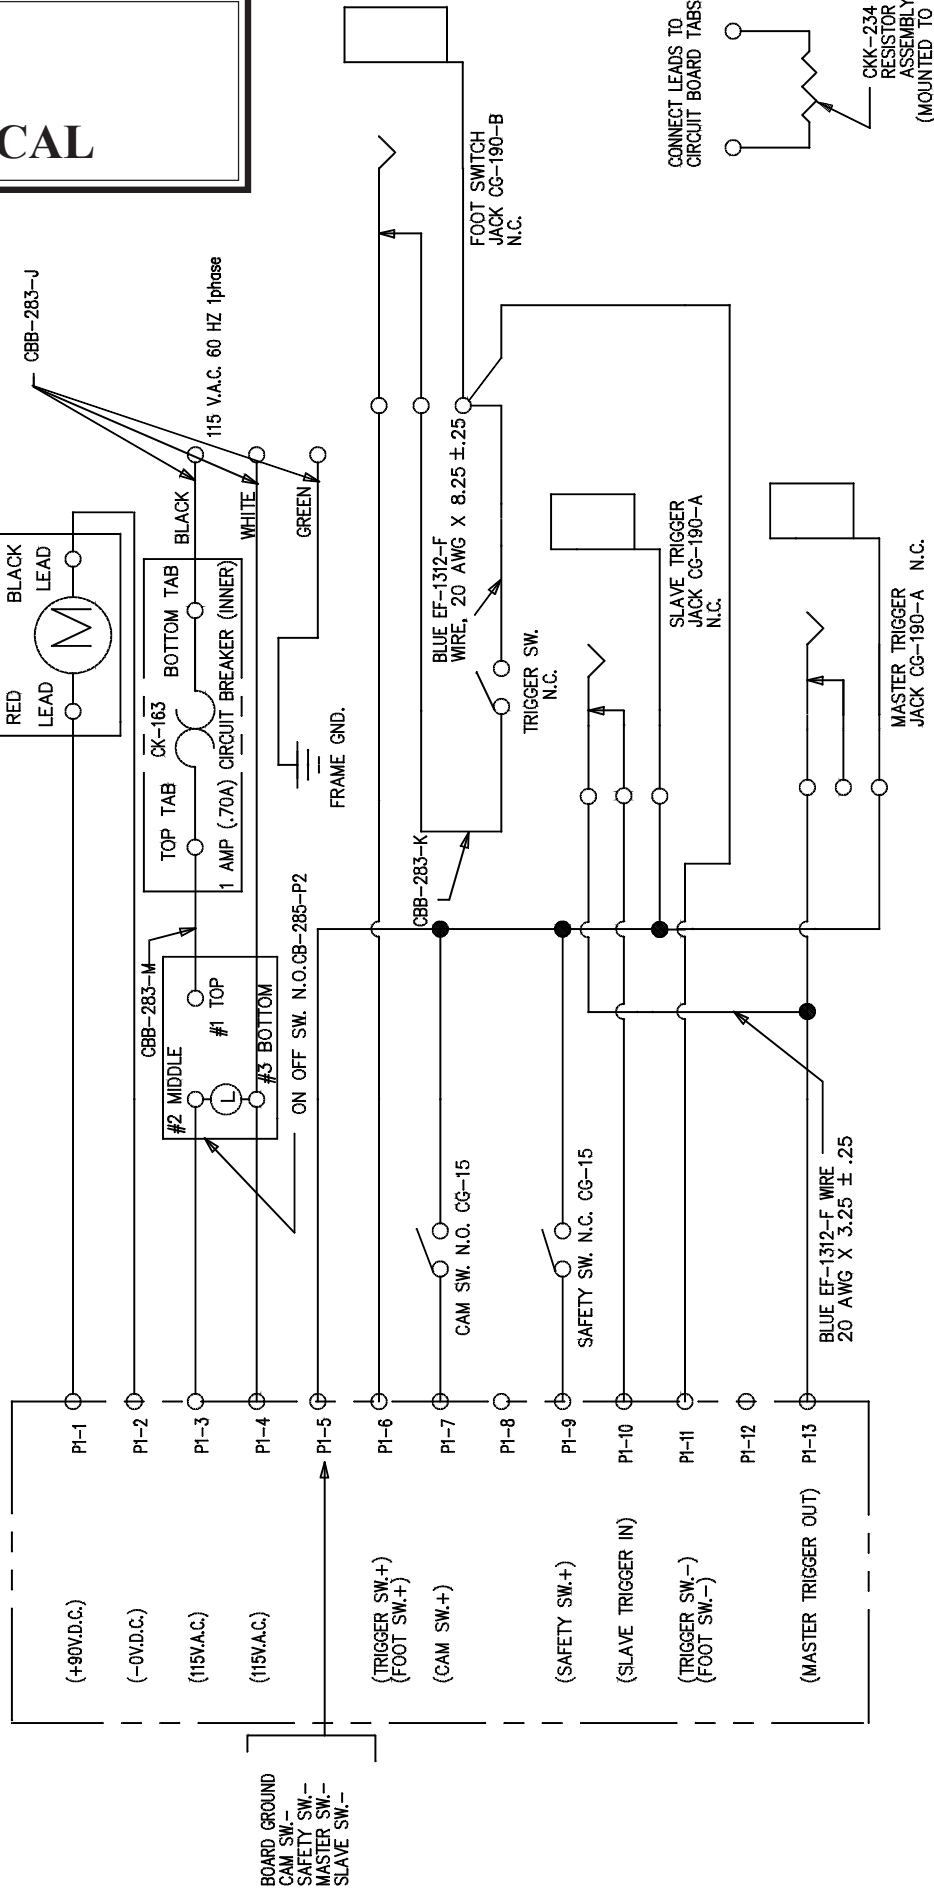 CAL
CONNECT LEADS TO
CIRCUIT BOARD TABS
CKK-234
RESISTOR
ASSEMBLY
(MOUNTED TO
FOOT SWITCH
JACK CG-190-B
N.C.
CBB-283-J
115 V.A.C. 60 HZ 1phase
BLACK
WHITE
GREEN
RED
LEAD
M
BLACK
LEAD
TOP TAB
CK-163
BOTTOM TAB
1 AMP (.70A) CIRCUIT BREAKER (INNER)
FRAME GND.
BLUE EF-1312-F
WIRE, 20 AWG X 8.25 ±.25
TRIGGER SW.
N.C.
SLAVE TRIGGER
JACK CG-190-A
N.C.
MASTER TRIGGER
JACK CG-190-A N.C.
CBB-283-K
CBB-283-M
#2 MIDDLE
#1 TOP
L
#3 BOTTOM
ON OFF SW. N.O.CB-285-P2
CAM SW. N.O. CG-15
SAFETY SW. N.C. CG-15
BLUE EF-1312-F WIRE
20 AWG X 3.25 ± .25
P1-1
P1-2
P1-3
P1-4
P1-5
P1-6
P1-7
P1-8
P1-9
P1-10
P1-11
P1-12
P1-13
(+90V.D.C.)
(-0V.D.C.)
(115V.A.C.)
(115V.A.C.)
(TRIGGER SW.+)
(FOOT SW.+)
(CAM SW.+)
(SAFETY SW.+)
(SLAVE TRIGGER IN)
(TRIGGER SW.-)
(FOOT SW.-)
(MASTER TRIGGER OUT)
BOARD GROUND
CAM SW.-
SAFETY SW.-
MASTER SW.-
SLAVE SW.-